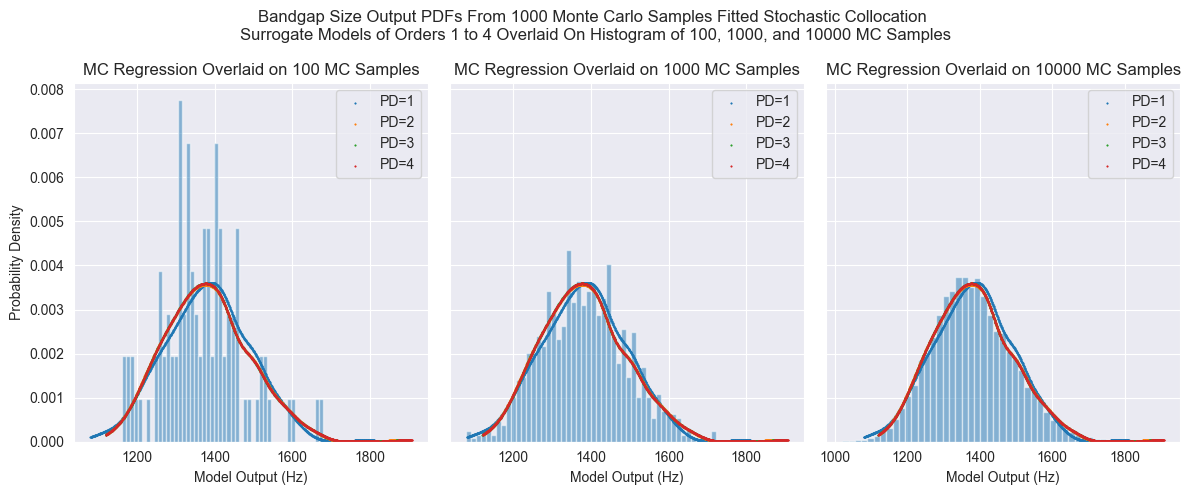 Bandgap Size Output PDFs From 1000 Monte Carlo Samples Fitted Stochastic Collocation
Surrogate Models of Orders 1 to 4 Overlaid On Histogram of 100, 1000, and 10000 MC Samples
MC Regression Overlaid on 100 MC Samples
PD=1
PD=2
PD=3
PD=4
Probability Density
0.008
0.007
0.006
0.005
0.004
0.003
0.002
0.001
0.000
1200 1400 1600 1800
Model Output (Hz)
MC Regression Overlaid on 1000 MC Samples
PD=1
PD=2
PD=3
PD=4
1200 1400 1600 1800
Model Output (Hz)
MC Regression Overlaid on 10000 MC Samples
PD=1
PD=2
PD=3
PD=4
1000 1200 1400 1600 1800
Model Output (Hz)